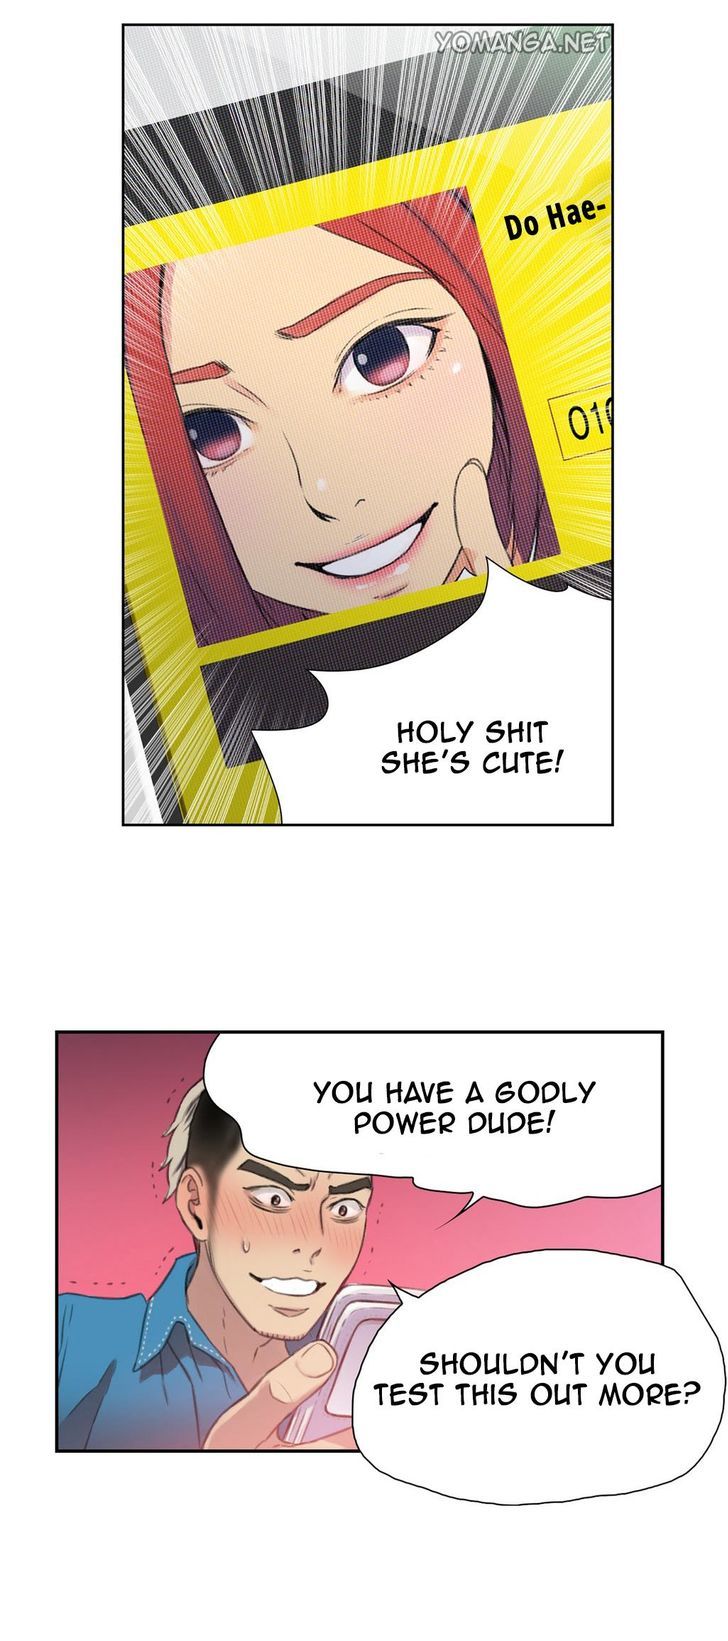 YOMANGA.NET
Do Hae-
010
HOLY SHIT
SHE'S CUTE!
YOU HAVE A GODLY
POWER DUDE!
SHOULDN'T YOU
TEST THIS OUT MORE?